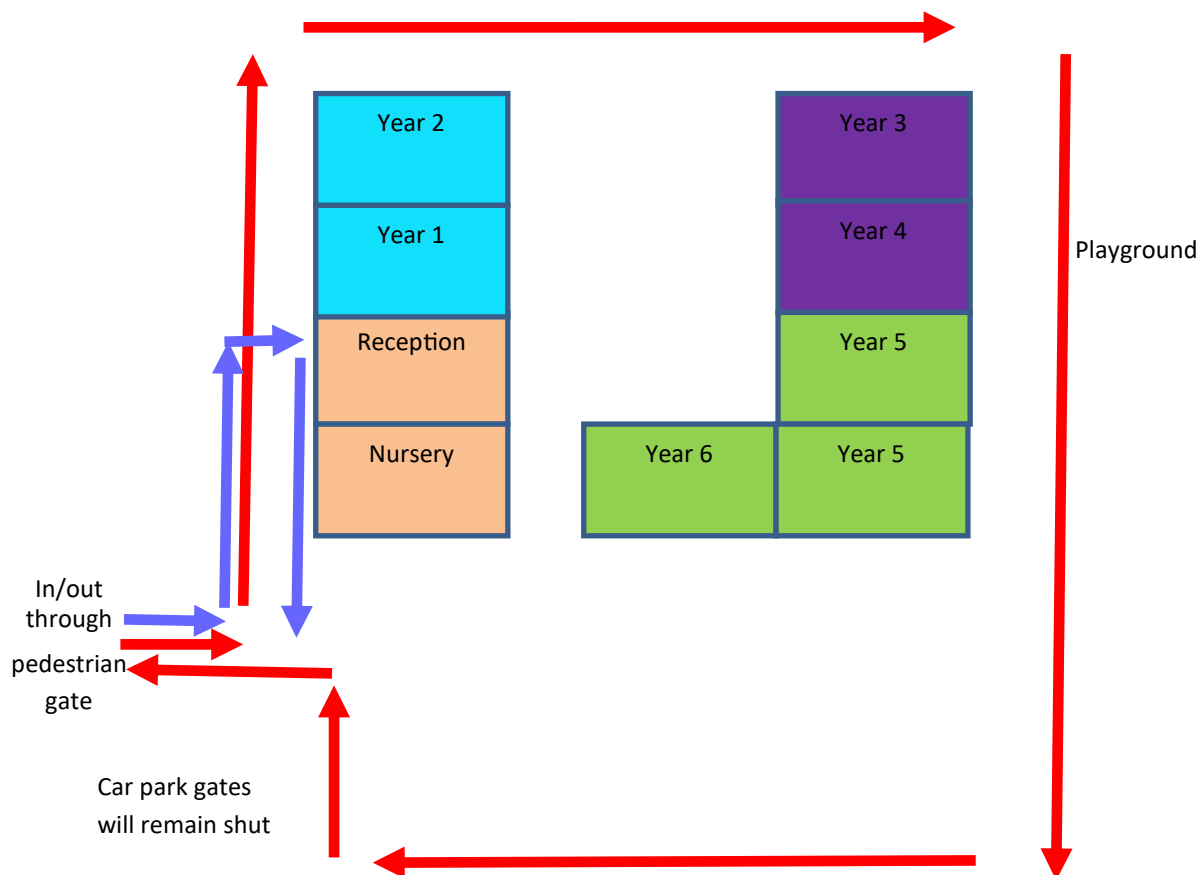 Year 2
Year 3
Year 1
Year 4
Playground
Reception
Year 5
Nursery
Year 6
Year 5
In/out
through
pedestrian
gate
Car park gates
will remain shut